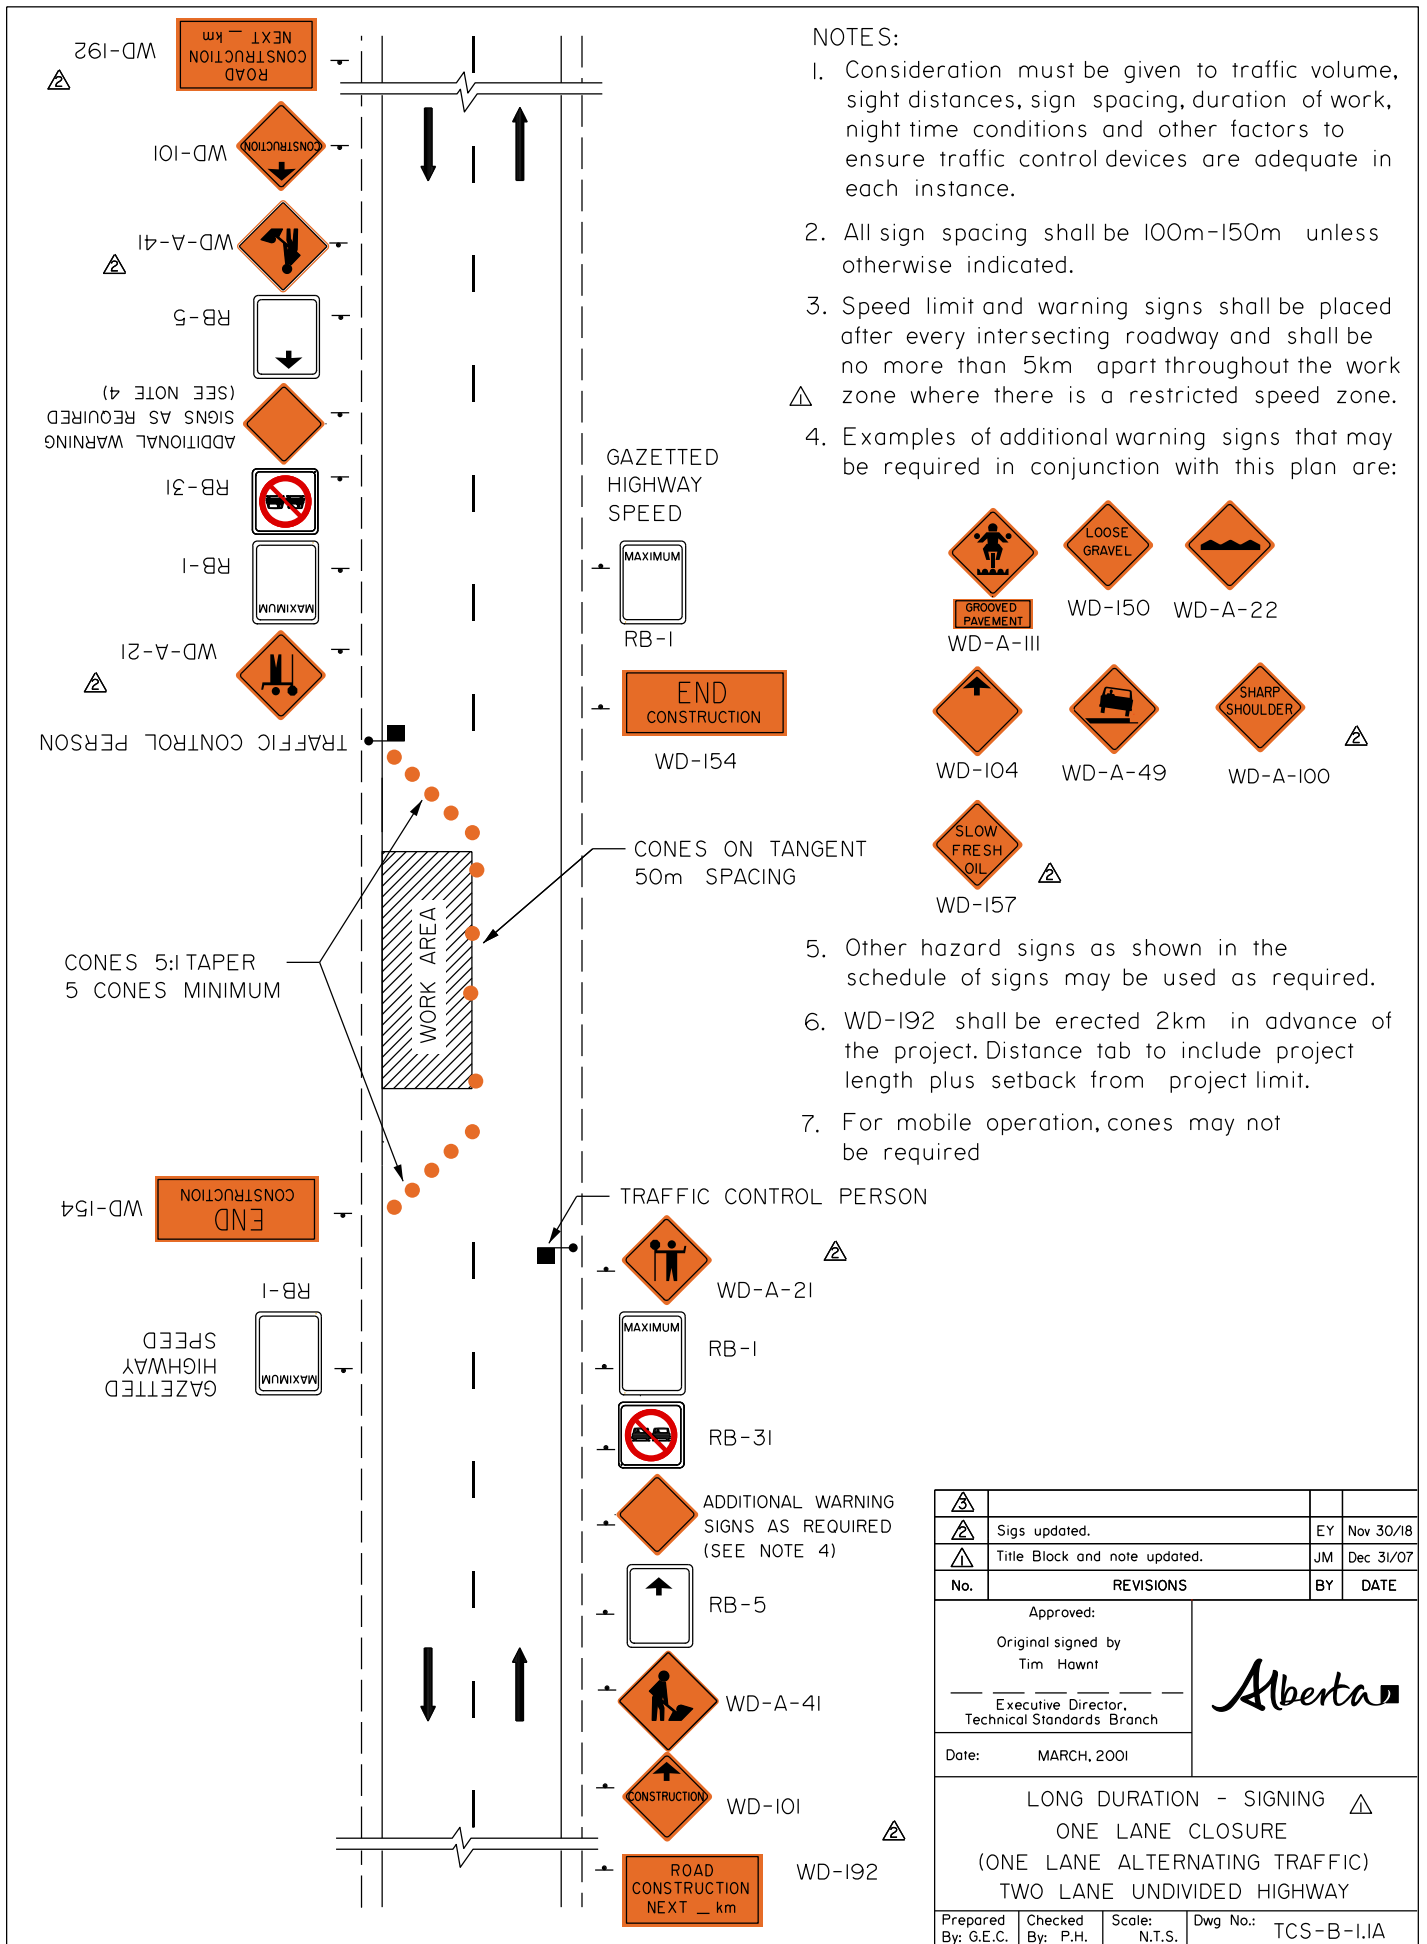 WD-192
ROAD
CONSTRUCTION
NEXT _ km
WD-101
CONSTRUCTION
WD-A-41
RB-5
ADDITIONAL WARNING
SIGNS AS REQUIRED
(SEE NOTE 4)
RB-31
RB-1
MAXIMUM
WD-A-21
TRAFFIC CONTROL PERSON
GAZETTED
HIGHWAY
SPEED
MAXIMUM
RB-1
END
CONSTRUCTION
WD-154
CONES ON TANGENT
50m SPACING
WORK AREA
CONES 5:1 TAPER
5 CONES MINIMUM
WD-154
END
CONSTRUCTION
RB-1
MAXIMUM
GAZETTED
HIGHWAY
SPEED
TRAFFIC CONTROL PERSON
WD-A-21
MAXIMUM
RB-1
RB-31
ADDITIONAL WARNING
SIGNS AS REQUIRED
(SEE NOTE 4)
RB-5
WD-A-41
CONSTRUCTION
WD-101
ROAD
CONSTRUCTION
NEXT _ km
WD-192
2
2
2
2
2
NOTES:
1. Consideration must be given to traffic volume,
sight distances, sign spacing, duration of work,
night time conditions and other factors to
ensure traffic control devices are adequate in
each instance.
2. All sign spacing shall be 100m-150m unless
otherwise indicated.
3. Speed limit and warning signs shall be placed
after every intersecting roadway and shall be
no more than 5km apart throughout the work
1 zone where there is a restricted speed zone.
4. Examples of additional warning signs that may
be required in conjunction with this plan are:
GROOVED
PAVEMENT
WD-A-111
LOOSE
GRAVEL
WD-150
WD-A-22
WD-104
WD-A-49
SHARP
SHOULDER
WD-A-100
2
SLOW
FRESH
OIL
WD-157
2
5. Other hazard signs as shown in the
schedule of signs may be used as required.
6. WD-192 shall be erected 2km in advance of
the project. Distance tab to include project
length plus setback from project limit.
7. For mobile operation, cones may not
be required
3
2 Sigs updated. EY Nov 30/18
1 Title Block and note updated. JM Dec 31/07
No. REVISIONS BY DATE
Approved:
Original signed by
Tim Hawnt
Executive Director,
Technical Standards Branch
Alberta
Date: MARCH, 2001
LONG DURATION - SIGNING 1
ONE LANE CLOSURE
(ONE LANE ALTERNATING TRAFFIC)
TWO LANE UNDIVIDED HIGHWAY
Prepared
By: G.E.C.
Checked
By: P.H.
Scale:
N.T.S.
Dwg No.: TCS-B-1.1A